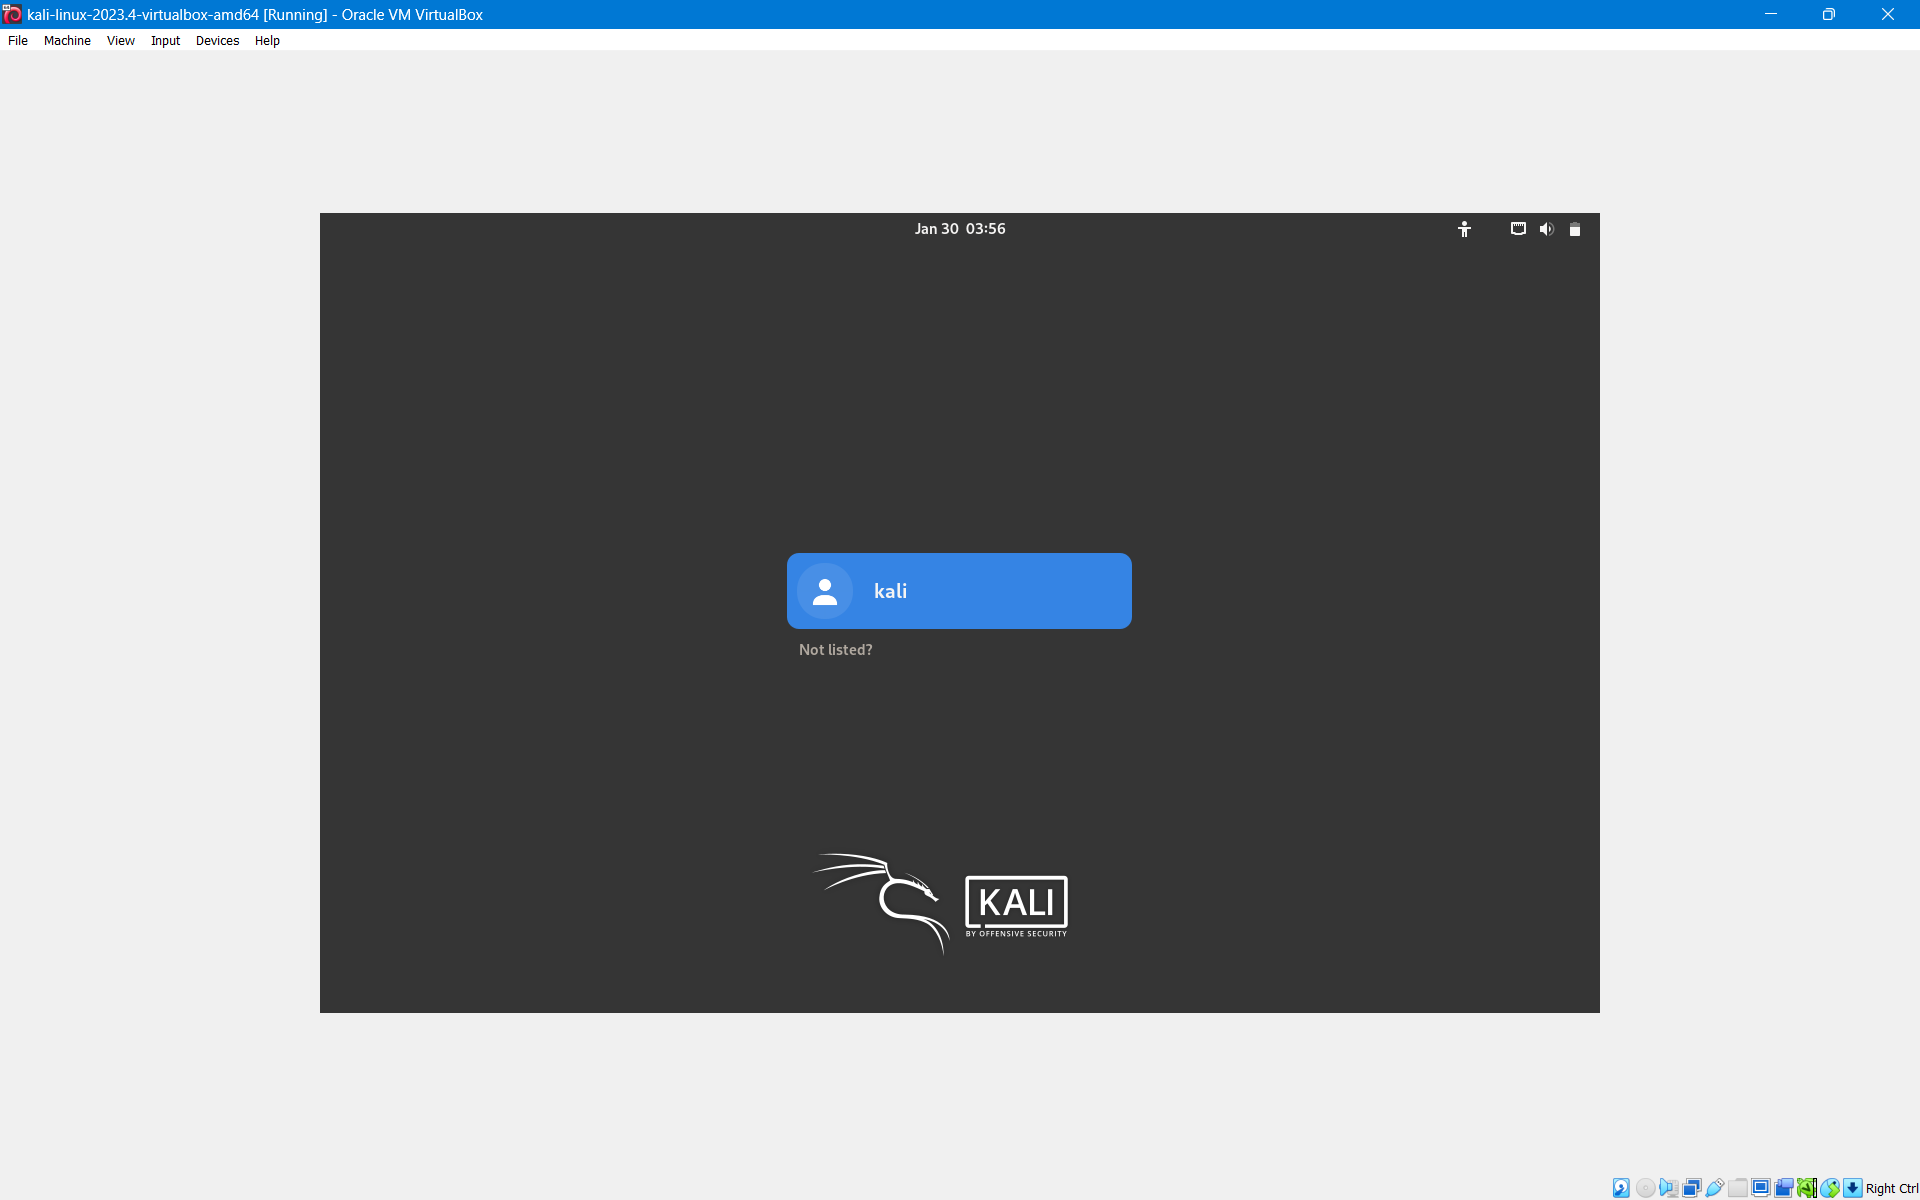 kali-linux-2023.4-virtualbox-amd64 [Running] - Oracle VM VirtualBox
File Machine View Input Devices Help
Jan 30 03:56
kali
Not listed?
KALI
BY OFFENSIVE SECURITY
Right Ctrl